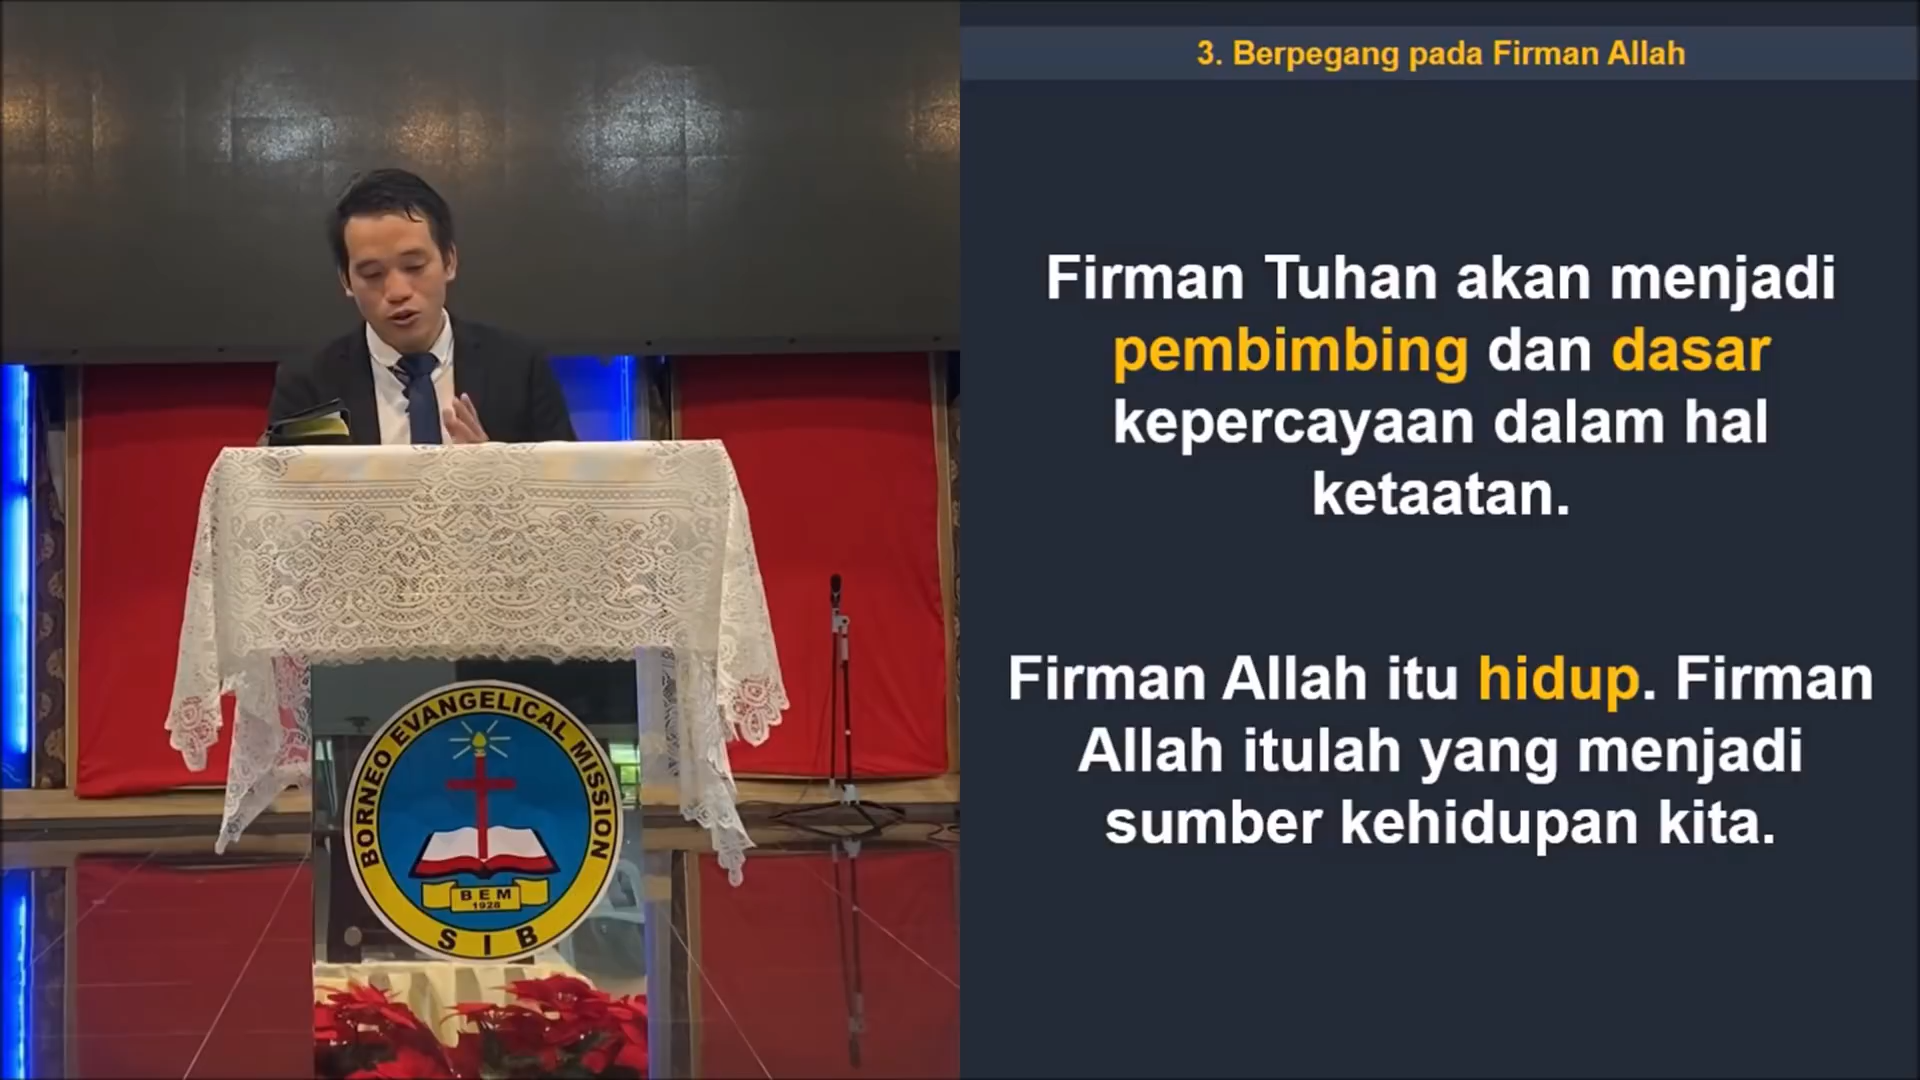 BORNEO EVANGELICAL MISSION
BEM
1928
SIB
3. Berpegang pada Firman Allah
Firman Tuhan akan menjadi
pembimbing dan dasar
kepercayaan dalam hal
ketaatan.
Firman Allah itu hidup. Firman
Allah itulah yang menjadi
sumber kehidupan kita.